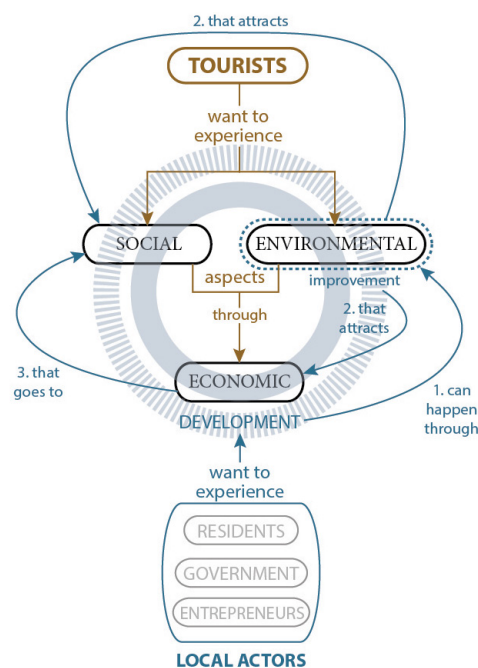 2. that attracts
TOURISTS
want to
experience
SOCIAL
ENVIRONMENTAL
aspects
improvement
through
2. that
attracts
3. that
goes to
ECONOMIC
1. can
happen
through
DEVELOPMENT
want to
experience
RESIDENTS
GOVERNMENT
ENTREPRENEURS
LOCAL ACTORS